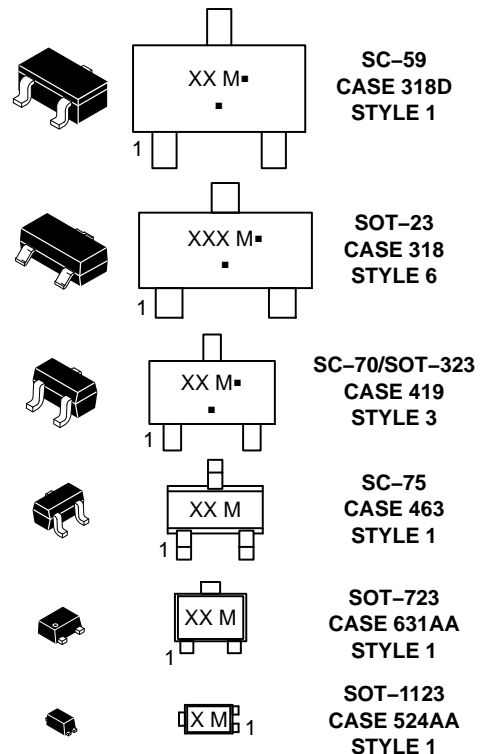 XX M▪
▪
1
SC−59
CASE 318D
STYLE 1
XXX M▪
▪
1
SOT−23
CASE 318
STYLE 6
XX M▪
▪
1
SC−70/SOT−323
CASE 419
STYLE 3
XX M
1
SC−75
CASE 463
STYLE 1
XX M
1
SOT−723
CASE 631AA
STYLE 1
X M
1
SOT−1123
CASE 524AA
STYLE 1